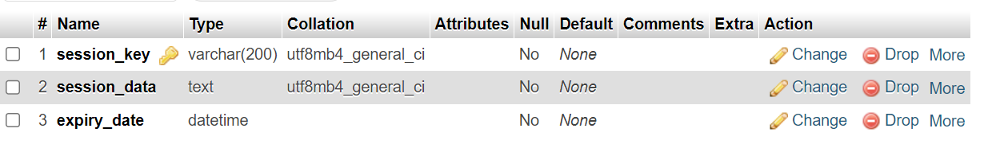 # Name Type Collation Attributes Null Default Comments Extra Action
1 session_key varchar(200) utf8mb4_general_ci No None Change Drop More
2 session_data text utf8mb4_general_ci No None Change Drop More
3 expiry_date datetime No None Change Drop More